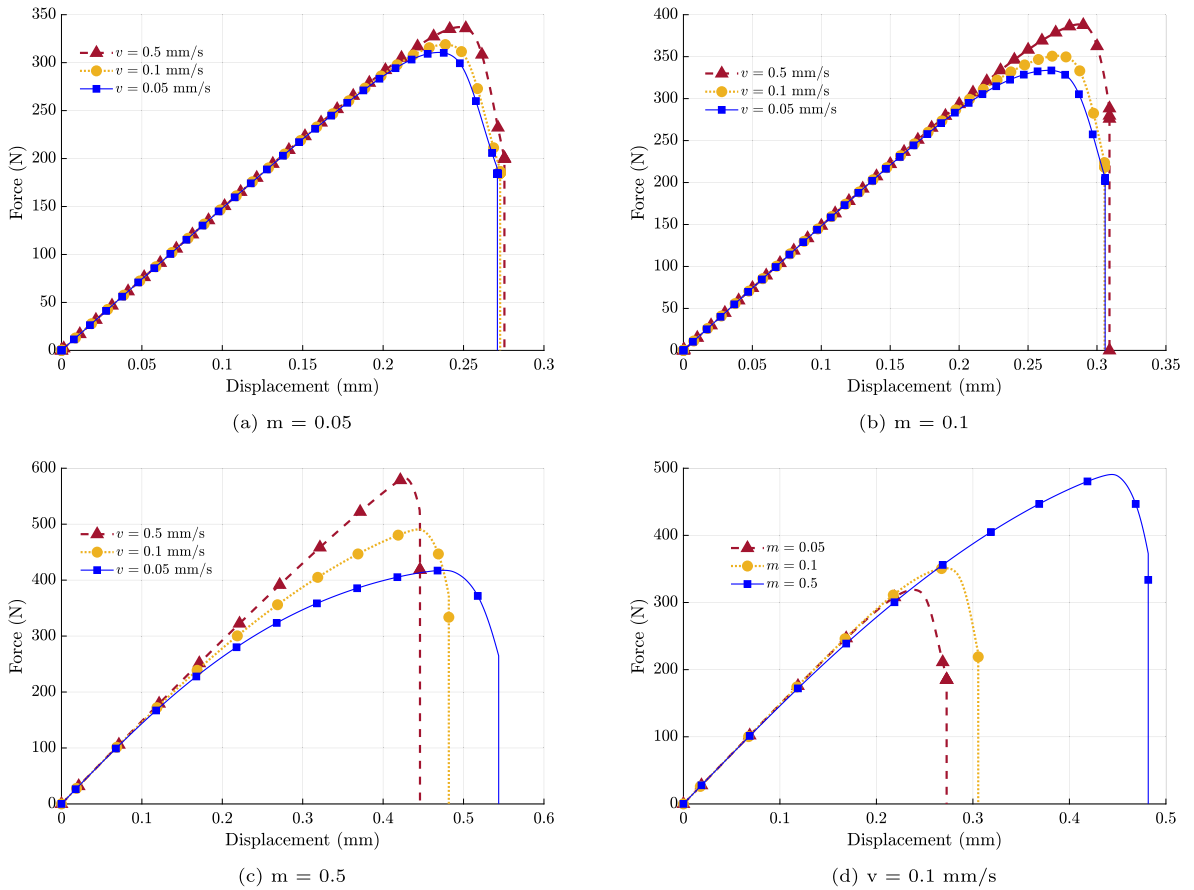 350
300
250
200
150
100
50
0
Force (N)
v = 0.5 mm/s
v = 0.1 mm/s
v = 0.05 mm/s
0 0.05 0.1 0.15 0.2 0.25 0.3
Displacement (mm)
(a) m = 0.05
400
350
300
250
200
150
100
50
0
Force (N)
v = 0.5 mm/s
v = 0.1 mm/s
v = 0.05 mm/s
0 0.05 0.1 0.15 0.2 0.25 0.3 0.35
Displacement (mm)
(b) m = 0.1
600
500
400
300
200
100
0
Force (N)
v = 0.5 mm/s
v = 0.1 mm/s
v = 0.05 mm/s
0 0.1 0.2 0.3 0.4 0.5 0.6
Displacement (mm)
(c) m = 0.5
500
400
300
200
100
0
Force (N)
m = 0.05
m = 0.1
m = 0.5
0 0.1 0.2 0.3 0.4 0.5
Displacement (mm)
(d) v = 0.1 mm/s